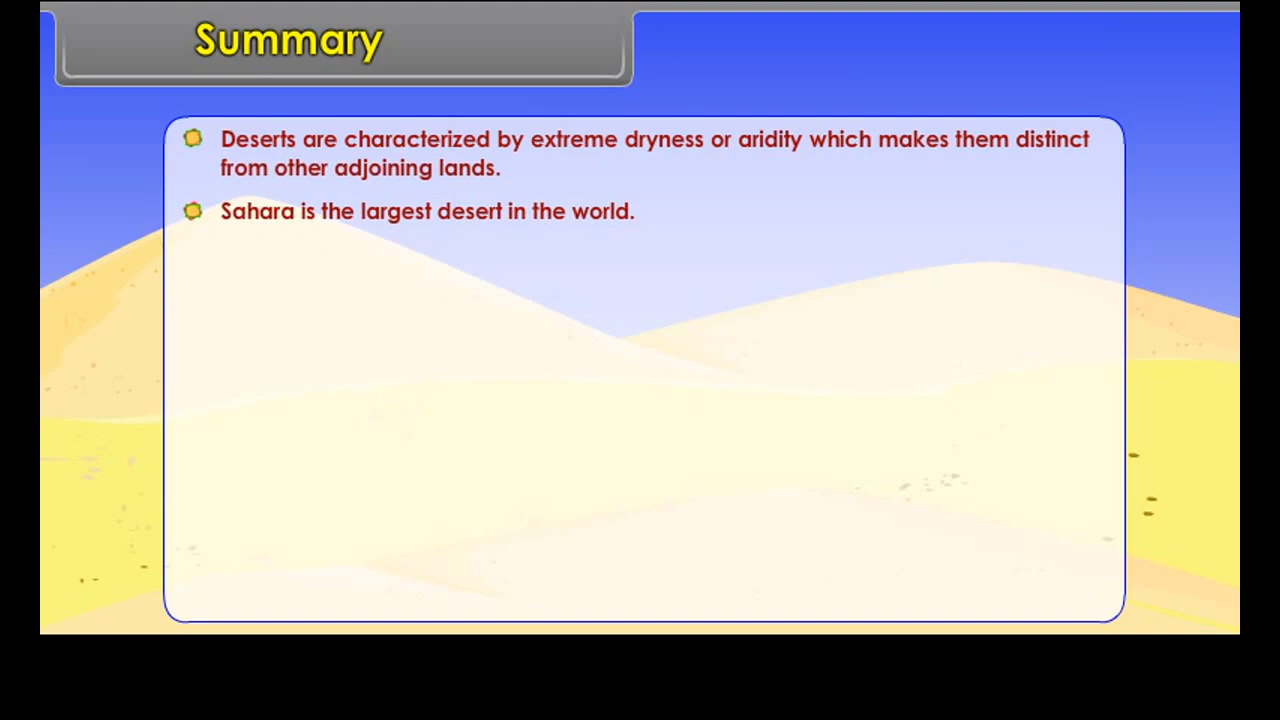 Summary
Deserts are characterized by extreme dryness or aridity which makes them distinct
from other adjoining lands.
Sahara is the largest desert in the world.